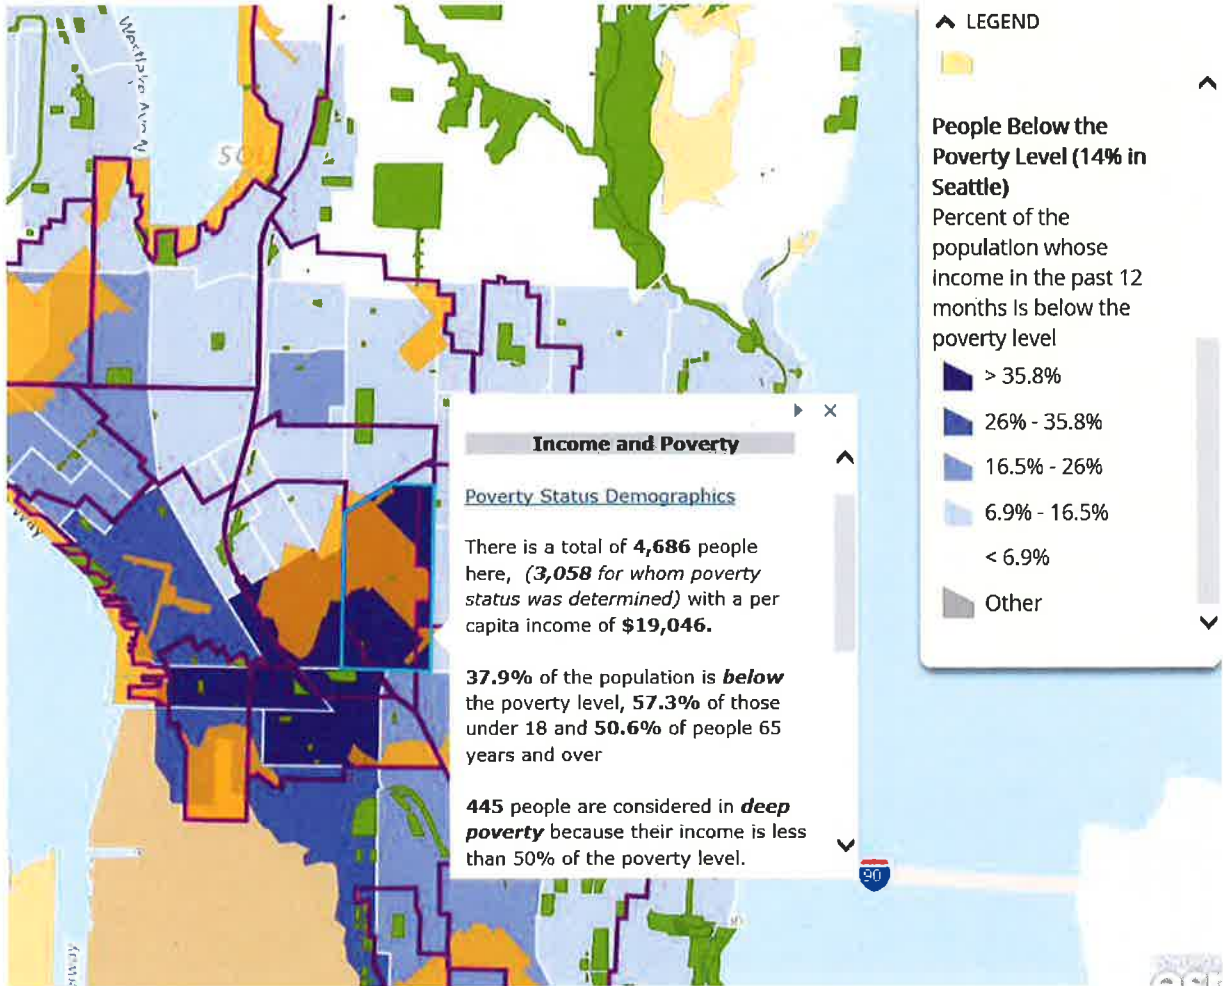 Westlake Ave N
SOU
Way
LEGEND
People Below the
Poverty Level (14% in
Seattle)
Percent of the
population whose
income in the past 12
months is below the
poverty level
> 35.8%
26% - 35.8%
16.5% - 26%
6.9% - 16.5%
< 6.9%
Other
Income and Poverty
Poverty Status Demographics
There is a total of 4,686 people
here, (3,058 for whom poverty
status was determined) with a per
capita income of $19,046.
37.9% of the population is below
the poverty level, 57.3% of those
under 18 and 50.6% of people 65
years and over
445 people are considered in deep
poverty because their income is less
than 50% of the poverty level.
90